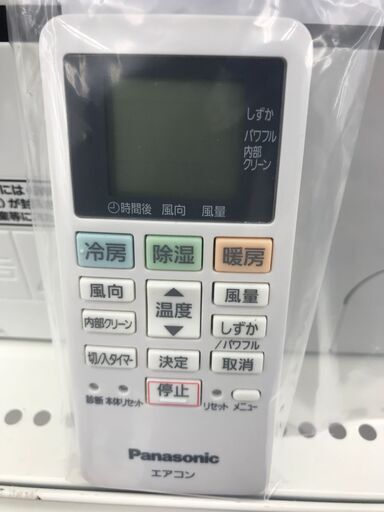 しずか
パワフル
内部
クリーン
時間後 風向 風量
冷房 除湿 暖房
風向 温度 風量
内部クリーン しずか
/パワフル
切/入タイマー 決定 取消
停止
診断 本体リセット リセット メニュー
Panasonic
エアコン
には